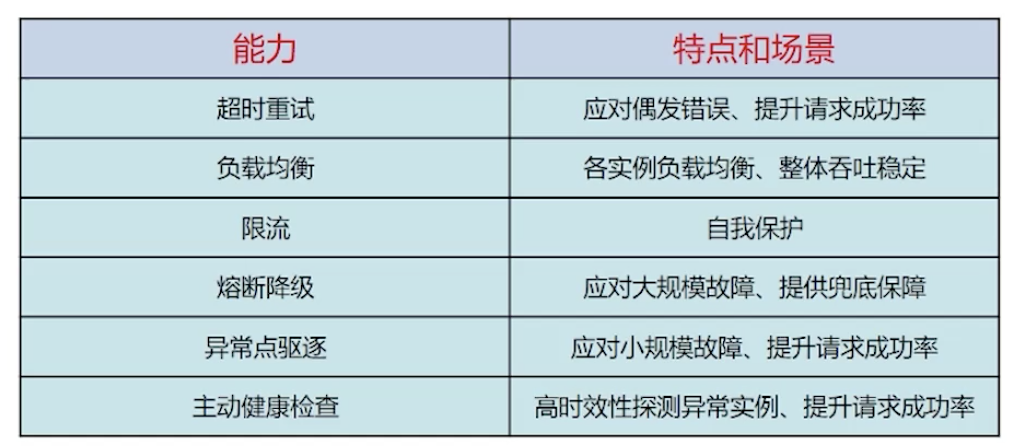 能力 特点和场景
超时重试 应对偶发错误、提升请求成功率
负载均衡 各实例负载均衡、整体吞吐稳定
限流 自我保护
熔断降级 应对大规模故障、提供兜底保障
异常点驱逐 应对小规模故障、提升请求成功率
主动健康检查 高时效性探测异常实例、提升请求成功率